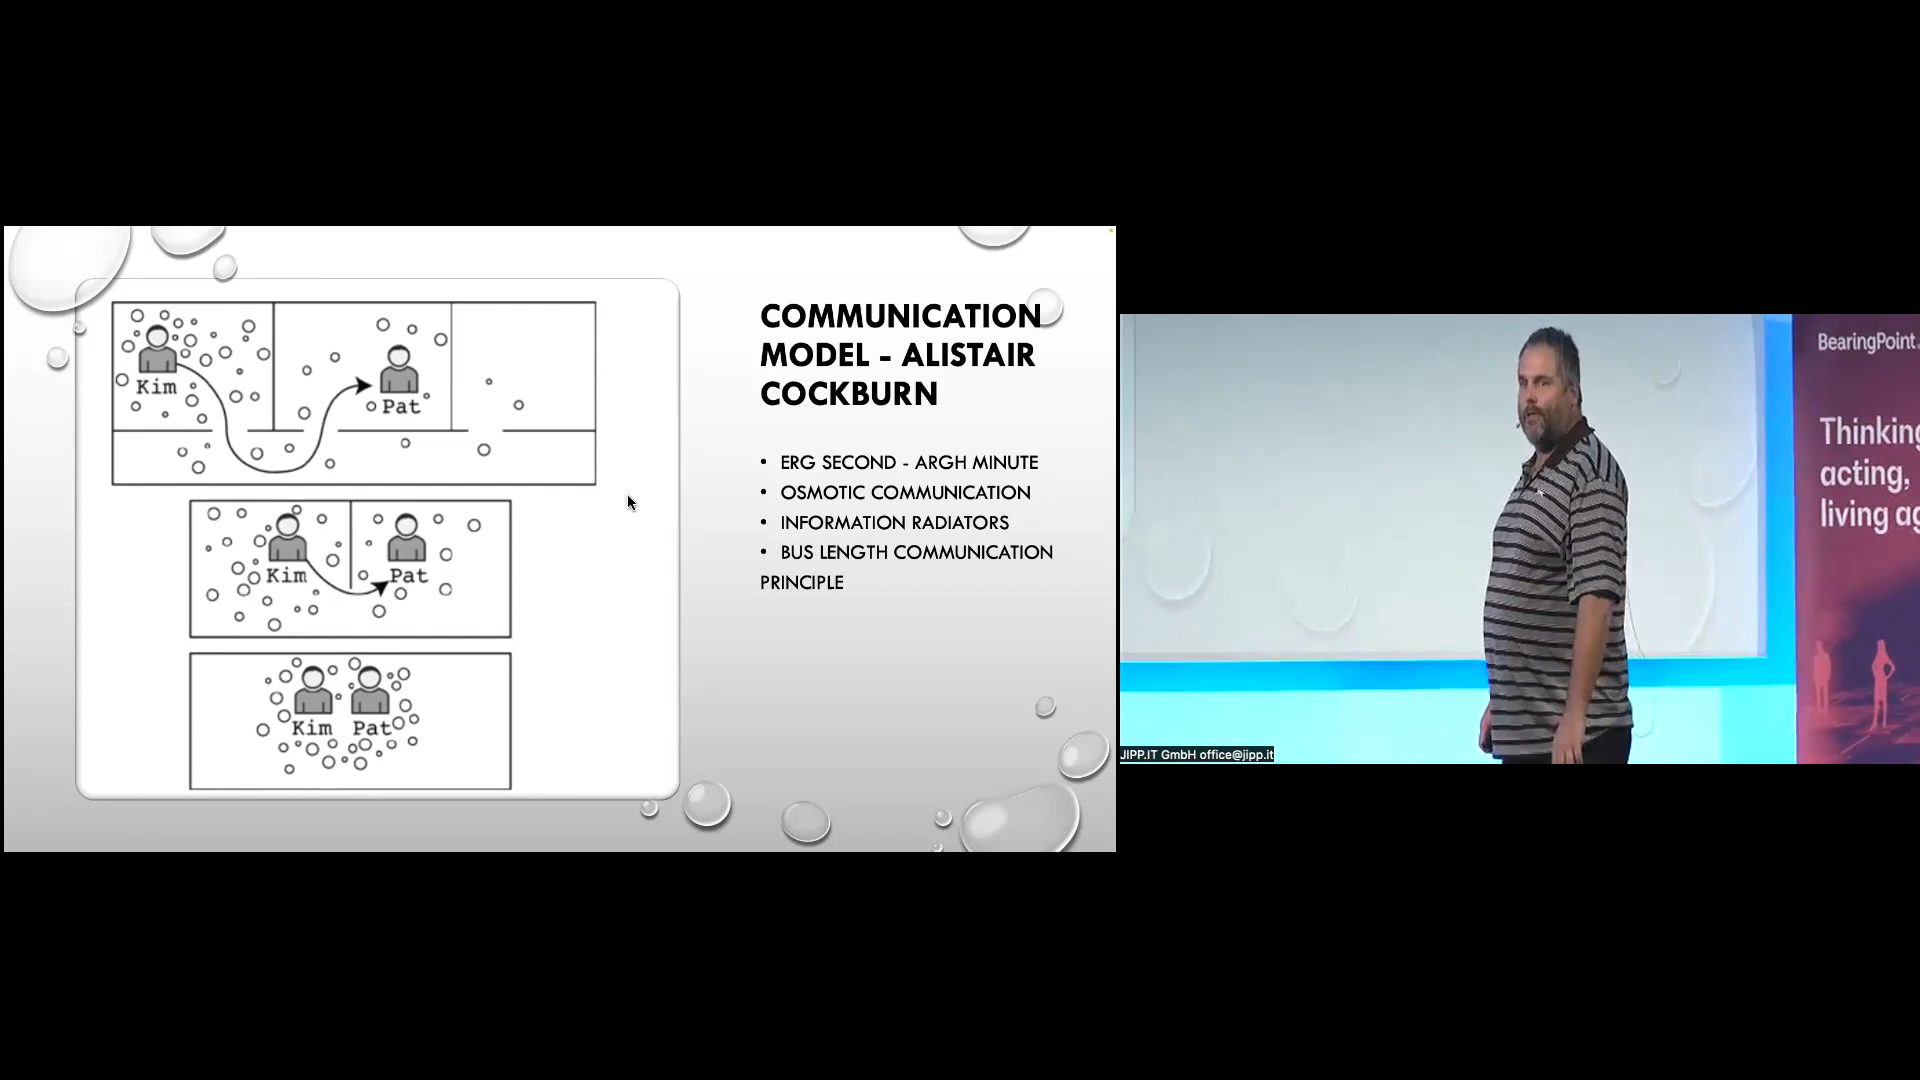 COMMUNICATION
MODEL - ALISTAIR
COCKBURN
• ERG SECOND - ARGH MINUTE
• OSMOTIC COMMUNICATION
• INFORMATION RADIATORS
• BUS LENGTH COMMUNICATION
PRINCIPLE
Kim
Pat
Kim
Pat
Kim
Pat
BearingPoint.
Thinking
acting,
living ag
JIPP.IT GmbH office@jipp.it